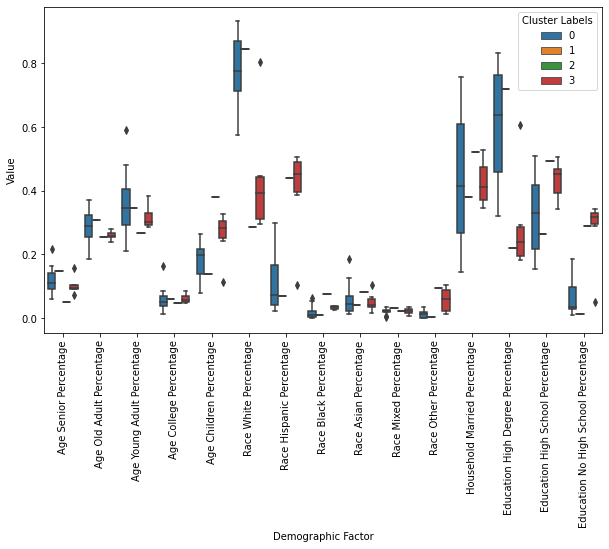 Cluster Labels
0
1
2
3
Value
0.8
0.6
0.4
0.2
0.0
Age Senior Percentage
Age Old Adult Percentage
Age Young Adult Percentage
Age College Percentage
Age Children Percentage
Race White Percentage
Race Hispanic Percentage
Race Black Percentage
Race Asian Percentage
Race Mixed Percentage
Race Other Percentage
Household Married Percentage
Education High Degree Percentage
Education High School Percentage
Education No High School Percentage
Demographic Factor